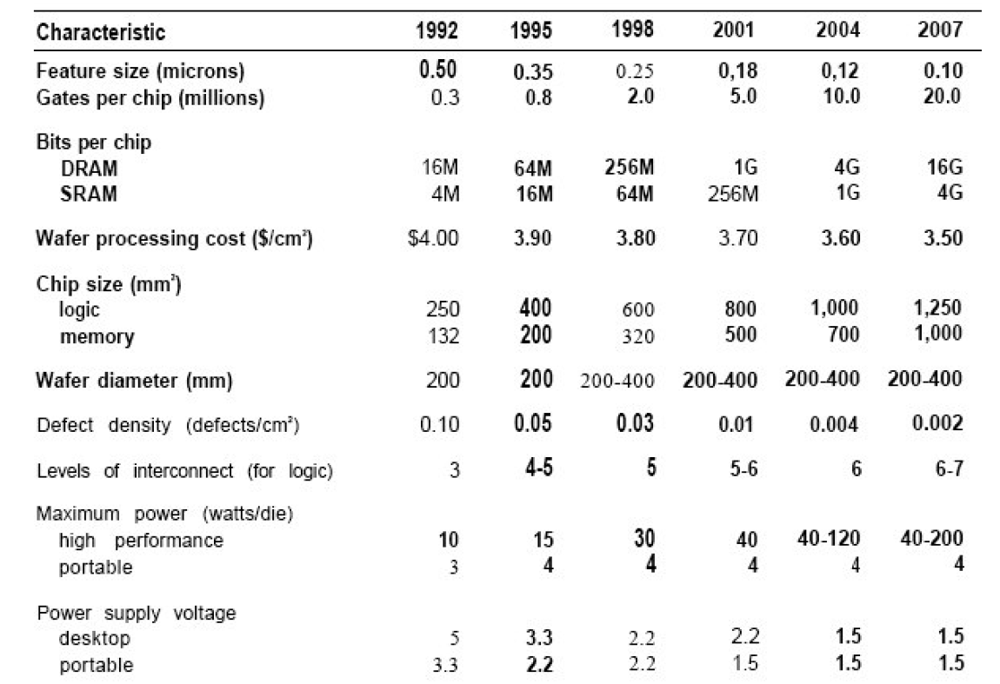 Characteristic 1992 1995 1998 2001 2004 2007
Feature size (microns) 0.50 0.35 0.25 0,18 0,12 0.10
Gates per chip (millions) 0.3 0.8 2.0 5.0 10.0 20.0
Bits per chip
DRAM 16M 64M 256M 1G 4G 16G
SRAM 4M 16M 64M 256M 1G 4G
Wafer processing cost ($/cm²) $4.00 3.90 3.80 3.70 3.60 3.50
Chip size (mm²)
logic 250 400 600 800 1,000 1,250
memory 132 200 320 500 700 1,000
Wafer diameter (mm) 200 200 200-400 200-400 200-400 200-400
Defect density (defects/cm²) 0.10 0.05 0.03 0.01 0.004 0.002
Levels of interconnect (for logic) 3 4-5 5 5-6 6 6-7
Maximum power (watts/die)
high performance 10 15 30 40 40-120 40-200
portable 3 4 4 4 4 4
Power supply voltage
desktop 5 3.3 2.2 2.2 1.5 1.5
portable 3.3 2.2 2.2 1.5 1.5 1.5